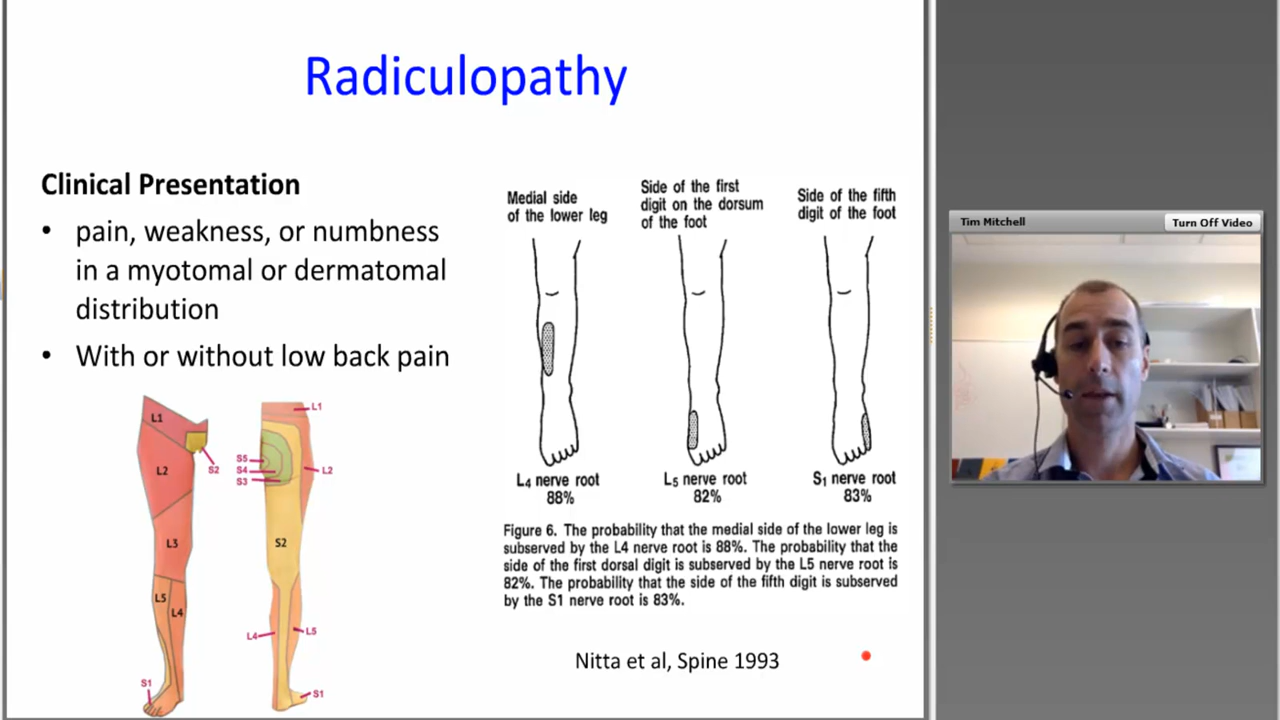 Radiculopathy
Clinical Presentation
• pain, weakness, or numbness
in a myotomal or dermatomal
distribution
• With or without low back pain
L1
L2
S2
L3
L5
L4
S1
L1
S5
S4
S3
L2
S2
L4
L5
S1
Medial side
of the lower leg
Side of the first
digit on the dorsum
of the foot
Side of the fifth
digit of the foot
L4 nerve root
88%
L5 nerve root
82%
S1 nerve root
83%
Figure 6. The probability that the medial side of the lower leg is
subserved by the L4 nerve root is 88%. The probability that the
side of the first dorsal digit is subserved by the L5 nerve root is
82%. The probability that the side of the fifth digit is subserved
by the S1 nerve root is 83%.
Nitta et al, Spine 1993
Tim Mitchell
Turn Off Video